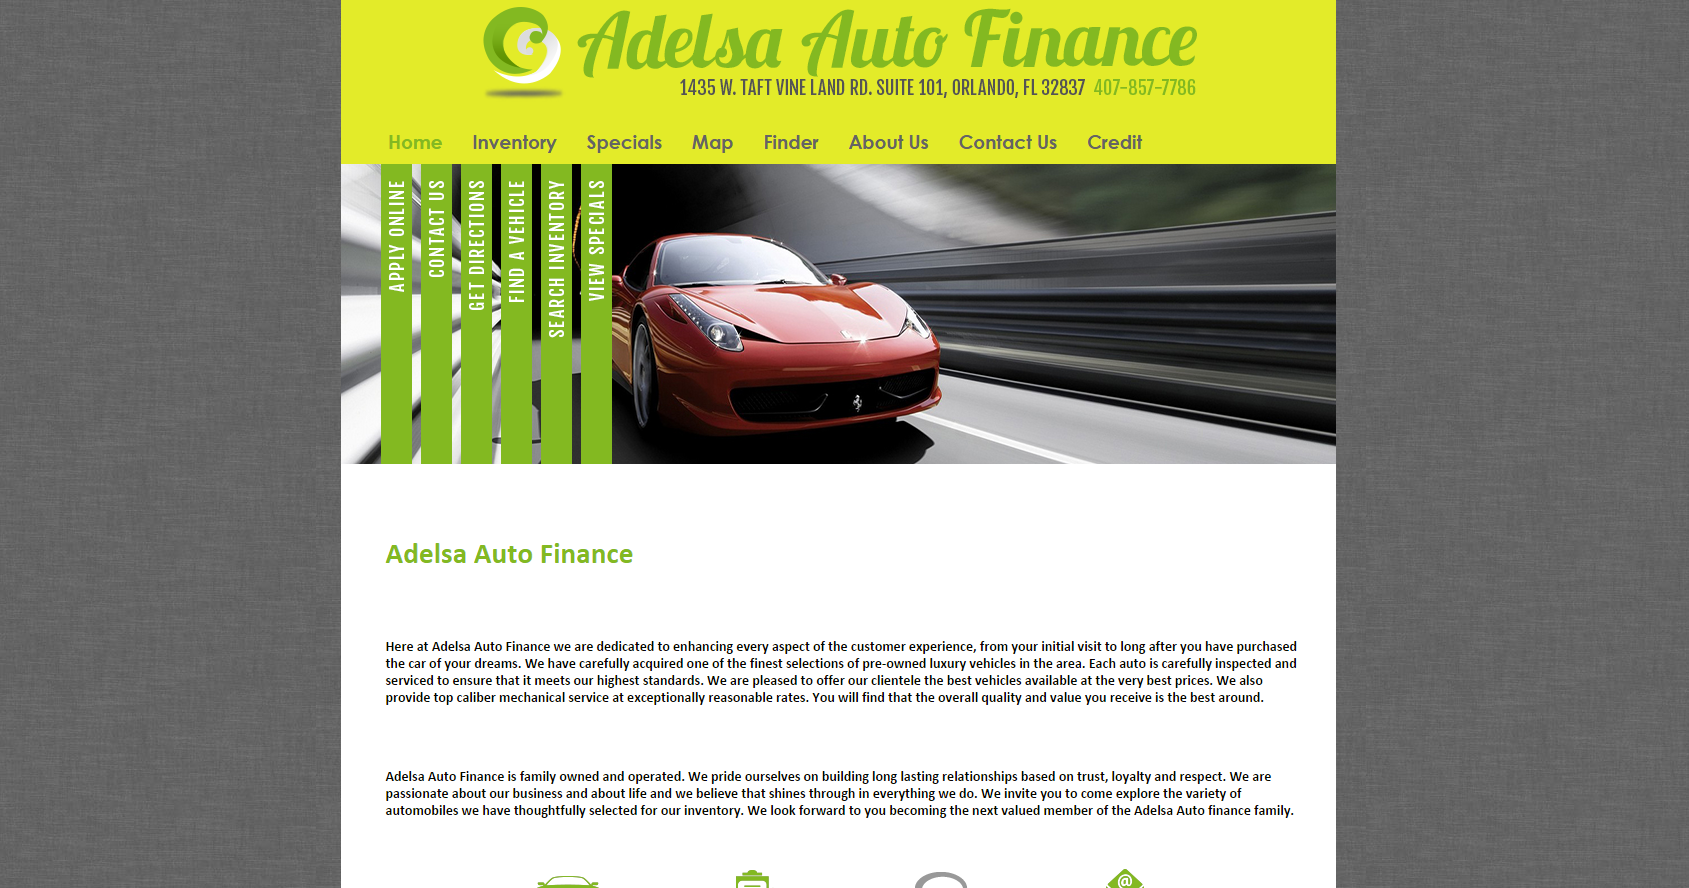 Adelsa Auto Finance
1435 W. TAFT VINE LAND RD. SUITE 101, ORLANDO, FL 32837 407-857-7786
Home Inventory Specials Map Finder About Us Contact Us Credit
APPLY ONLINE
CONTACT US
GET DIRECTIONS
FIND A VEHICLE
SEARCH INVENTORY
VIEW SPECIALS
Adelsa Auto Finance
Here at Adelsa Auto Finance we are dedicated to enhancing every aspect of the customer experience, from your initial visit to long after you have purchased
the car of your dreams. We have carefully acquired one of the finest selections of pre-owned luxury vehicles in the area. Each auto is carefully inspected and
serviced to ensure that it meets our highest standards. We are pleased to offer our clientele the best vehicles available at the very best prices. We also
provide top caliber mechanical service at exceptionally reasonable rates. You will find that the overall quality and value you receive is the best around.
Adelsa Auto Finance is family owned and operated. We pride ourselves on building long lasting relationships based on trust, loyalty and respect. We are
passionate about our business and about life and we believe that shines through in everything we do. We invite you to come explore the variety of
automobiles we have thoughtfully selected for our inventory. We look forward to you becoming the next valued member of the Adelsa Auto finance family.
@